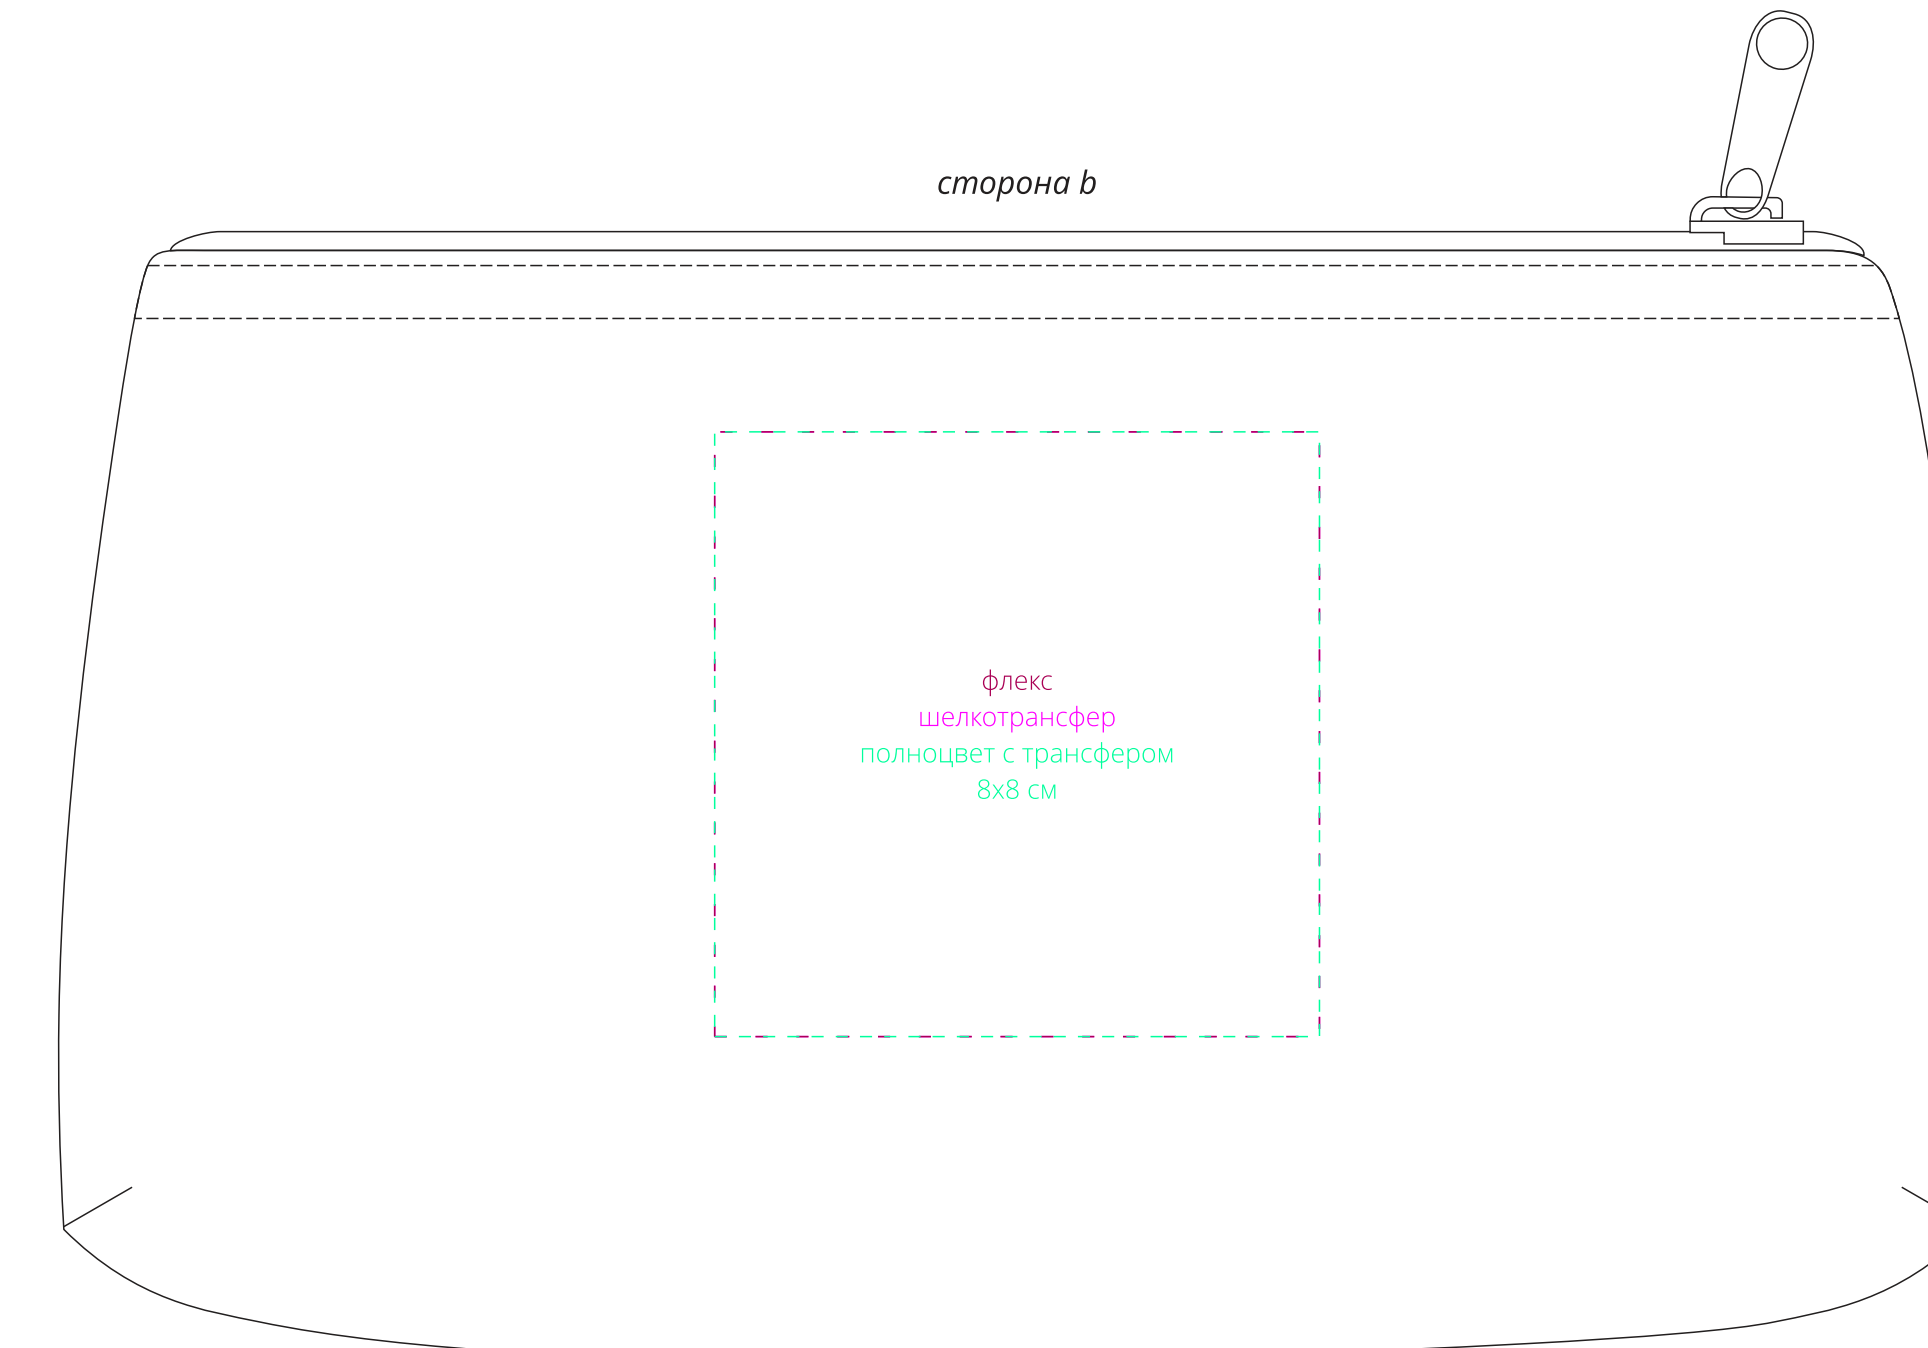 сторона b
флекс
шелкотрансфер
полноцвет с трансфером
8x8 см